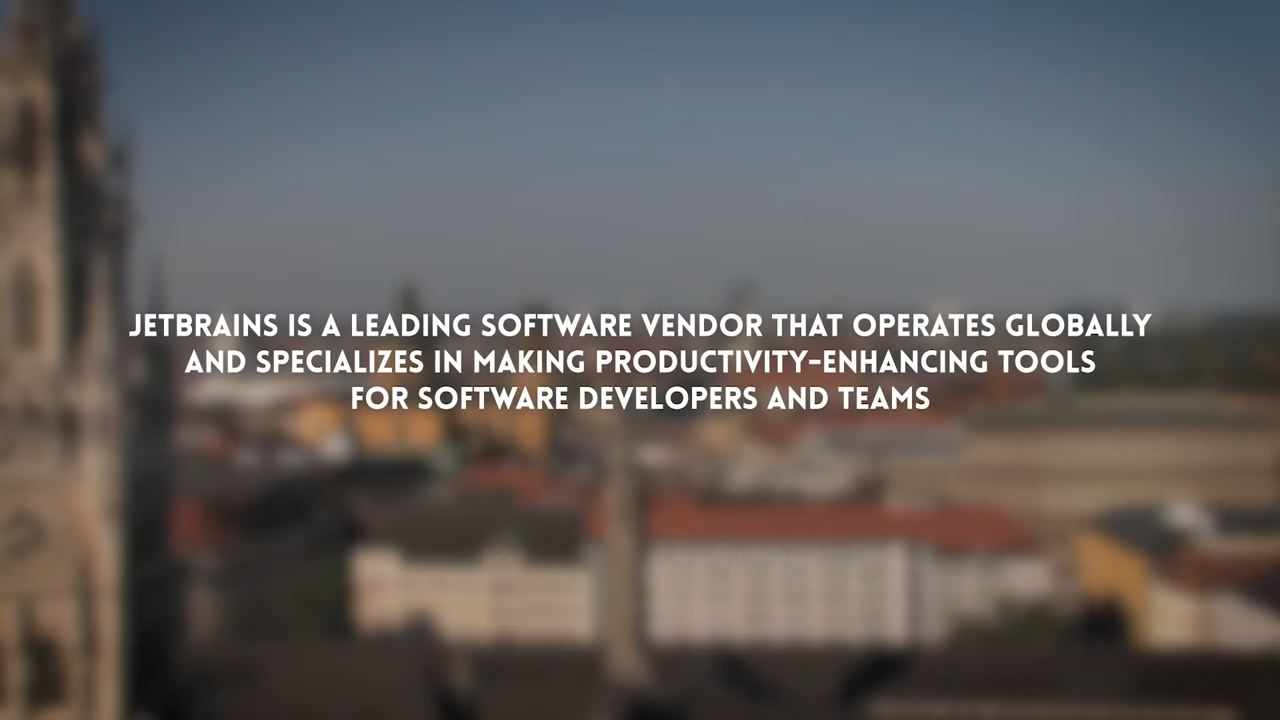 JETBRAINS IS A LEADING SOFTWARE VENDOR THAT OPERATES GLOBALLY
AND SPECIALIZES IN MAKING PRODUCTIVITY-ENHANCING TOOLS
FOR SOFTWARE DEVELOPERS AND TEAMS